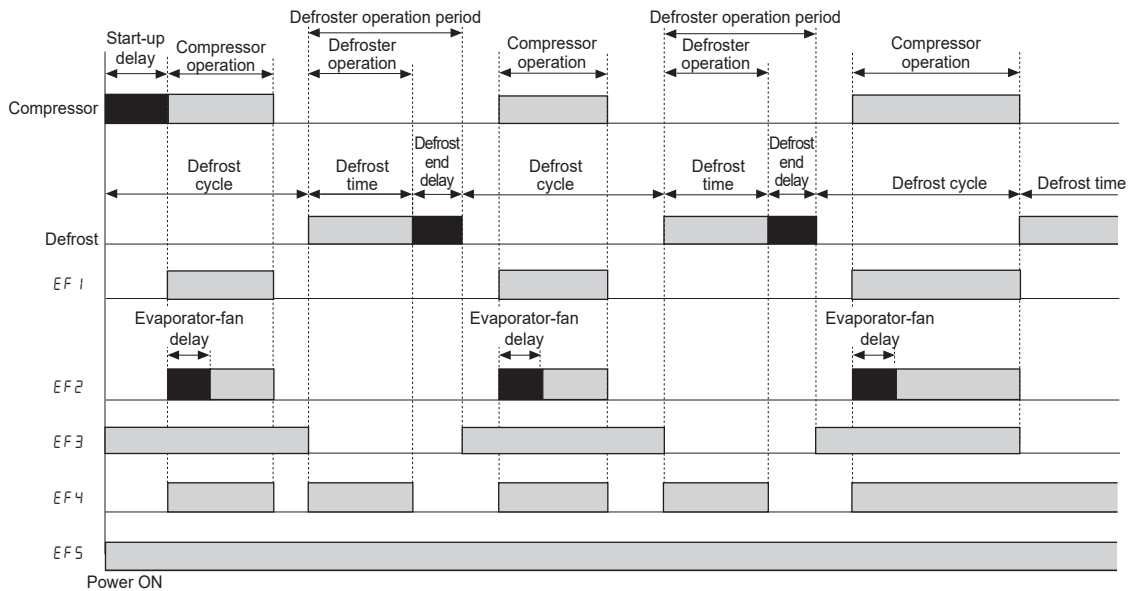 Defroster operation period
Defroster operation period
Start-up
delay
Compressor
operation
Defroster
operation
Compressor
operation
Defroster
operation
Compressor
operation
Compressor
Defrost
cycle
Defrost
time
Defrost
end
delay
Defrost
cycle
Defrost
time
Defrost
end
delay
Defrost cycle
Defrost time
Defrost
EF1
Evaporator-fan
delay
Evaporator-fan
delay
Evaporator-fan
delay
EF2
EF3
EF4
EF5
Power ON